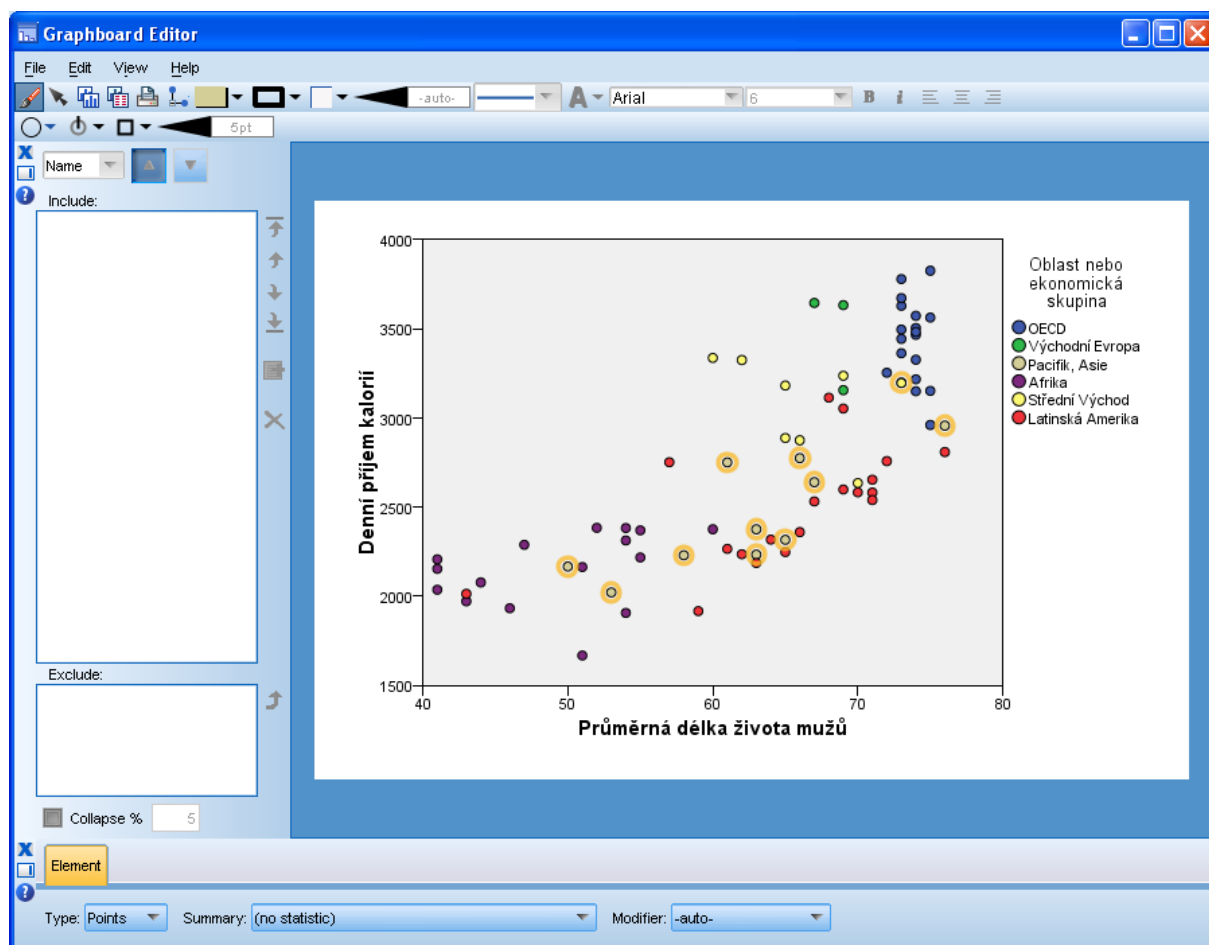 Graphboard Editor
File Edit View Help
-auto- Arial 6 B i
5pt
Name
Include:
Exclude:
Collapse % 5
4000
3500
3000
2500
2000
1500
Denní příjem kalorií
40 50 60 70 80
Průměrná délka života mužů
Oblast nebo
ekonomická
skupina
OECD
Východní Evropa
Pacifik, Asie
Afrika
Střední Východ
Latinská Amerika
Element
Type: Points Summary: (no statistic) Modifier: -auto-